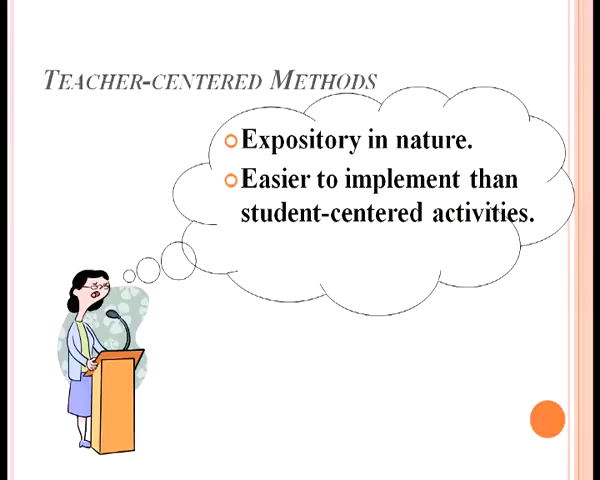 TEACHER-CENTERED METHODS
Expository in nature.
Easier to implement than
student-centered activities.